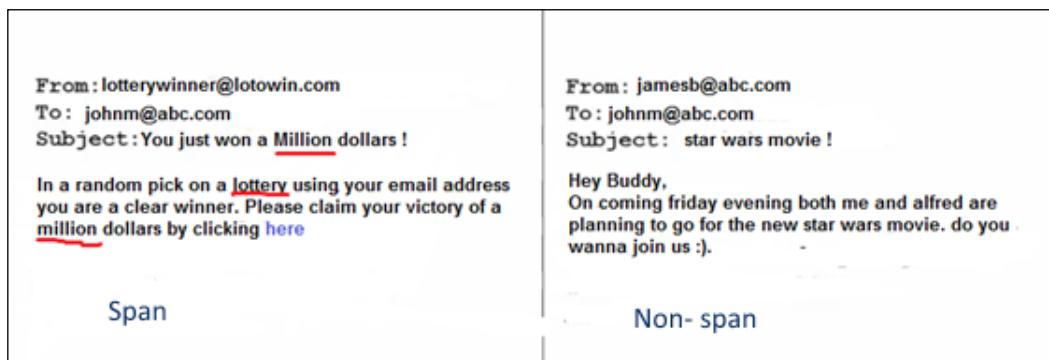 From: lotterywinner@lotowin.com
To: johnm@abc.com
Subject: You just won a Million dollars !
In a random pick on a lottery using your email address
you are a clear winner. Please claim your victory of a
million dollars by clicking here
Span
From: jamesb@abc.com
To: johnm@abc.com
Subject: star wars movie !
Hey Buddy,
On coming friday evening both me and alfred are
planning to go for the new star wars movie. do you
wanna join us :).
Non- span